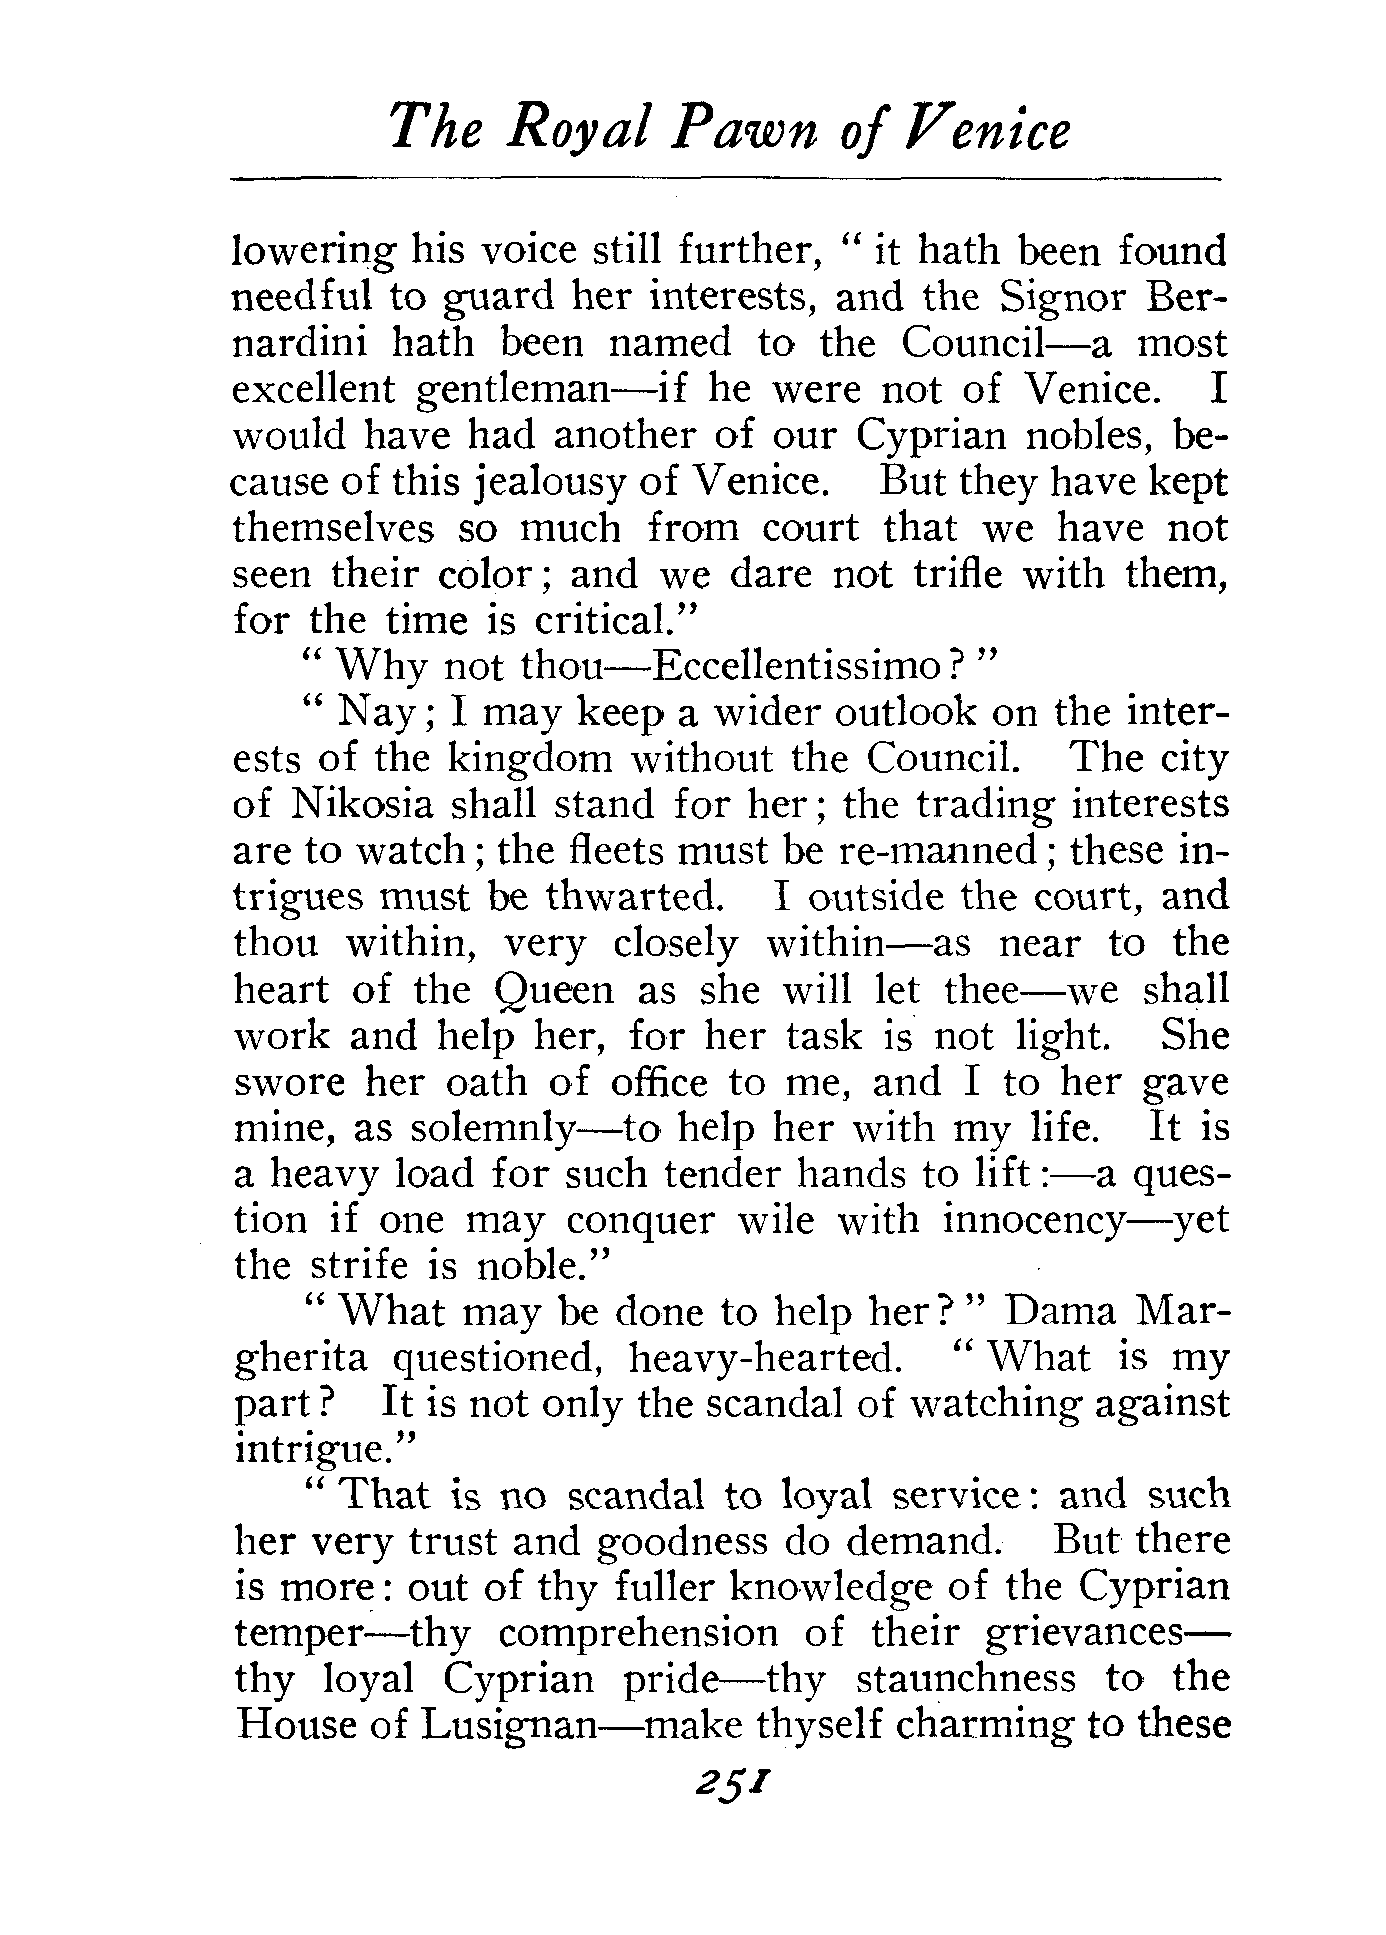 The Royal Pawn of Venice
lowering his voice still further, “ it hath been found
needful to guard her interests, and the Signor Ber-
nardini hath been named to the Council—a most
excellent gentleman—if he were not of Venice. I
would have had another of our Cyprian nobles, be-
cause of this jealousy of Venice. But they have kept
themselves so much from court that we have not
seen their color; and we dare not trifle with them,
for the time is critical.”
“ Why not thou—Eccellentissimo? ”
“ Nay; I may keep a wider outlook on the inter-
ests of the kingdom without the Council. The city
of Nikosia shall stand for her; the trading interests
are to watch; the fleets must be re-manned; these in-
trigues must be thwarted. I outside the court, and
thou within, very closely within—as near to the
heart of the Queen as she will let thee—we shall
work and help her, for her task is not light. She
swore her oath of office to me, and I to her gave
mine, as solemnly—to help her with my life. It is
a heavy load for such tender hands to lift:—a ques-
tion if one may conquer wile with innocency—yet
the strife is noble.”
“ What may be done to help her? ” Dama Mar-
gherita questioned, heavy-hearted. “ What is my
part? It is not only the scandal of watching against
intrigue.”
“ That is no scandal to loyal service: and such
her very trust and goodness do demand. But there
is more: out of thy fuller knowledge of the Cyprian
temper—thy comprehension of their grievances—
thy loyal Cyprian pride—thy staunchness to the
House of Lusignan—make thyself charming to these
251